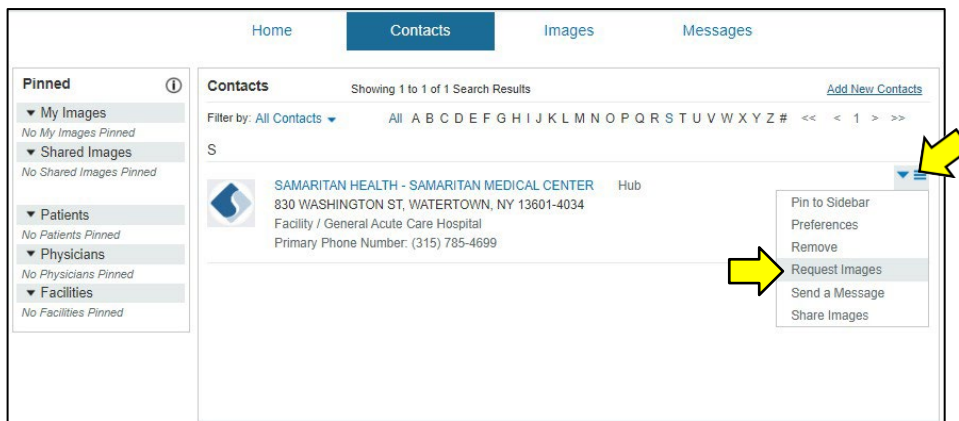 Home Contacts Images Messages
Pinned
My Images
No My Images Pinned
Shared Images
No Shared Images Pinned
Patients
No Patients Pinned
Physicians
No Physicians Pinned
Facilities
No Facilities Pinned
Contacts Showing 1 to 1 of 1 Search Results Add New Contacts
Filter by: All Contacts All A B C D E F G H I J K L M N O P Q R S T U V W X Y Z # << < 1 > >>
S
SAMARITAN HEALTH - SAMARITAN MEDICAL CENTER Hub
830 WASHINGTON ST, WATERTOWN, NY 13601-4034
Facility / General Acute Care Hospital
Primary Phone Number: (315) 785-4699
Pin to Sidebar
Preferences
Remove
Request Images
Send a Message
Share Images